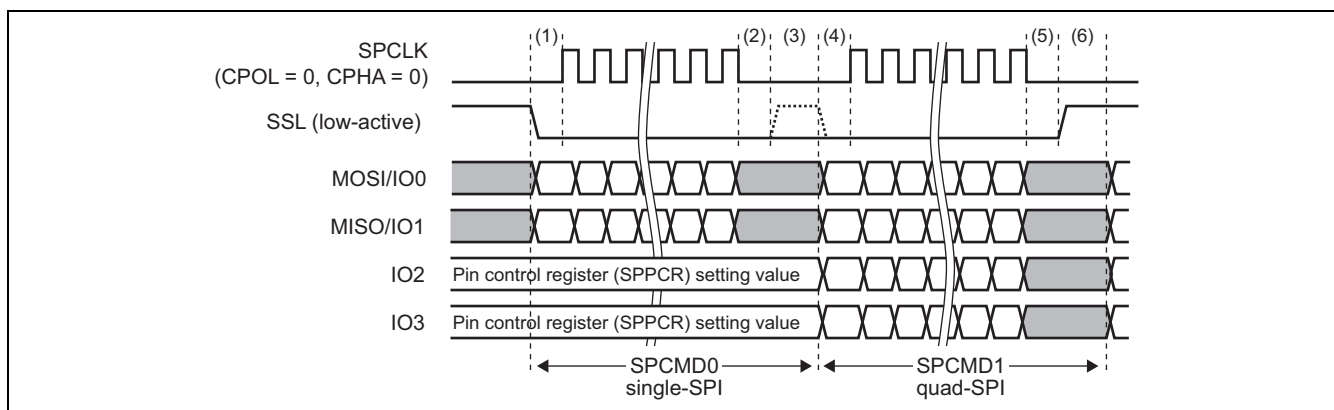 (1) (2) (3) (4) (5) (6)
SPCLK
(CPOL = 0, CPHA = 0)
SSL (low-active)
MOSI/IO0
MISO/IO1
IO2 Pin control register (SPPCR) setting value
IO3 Pin control register (SPPCR) setting value
SPCMD0 SPCMD1
single-SPI quad-SPI